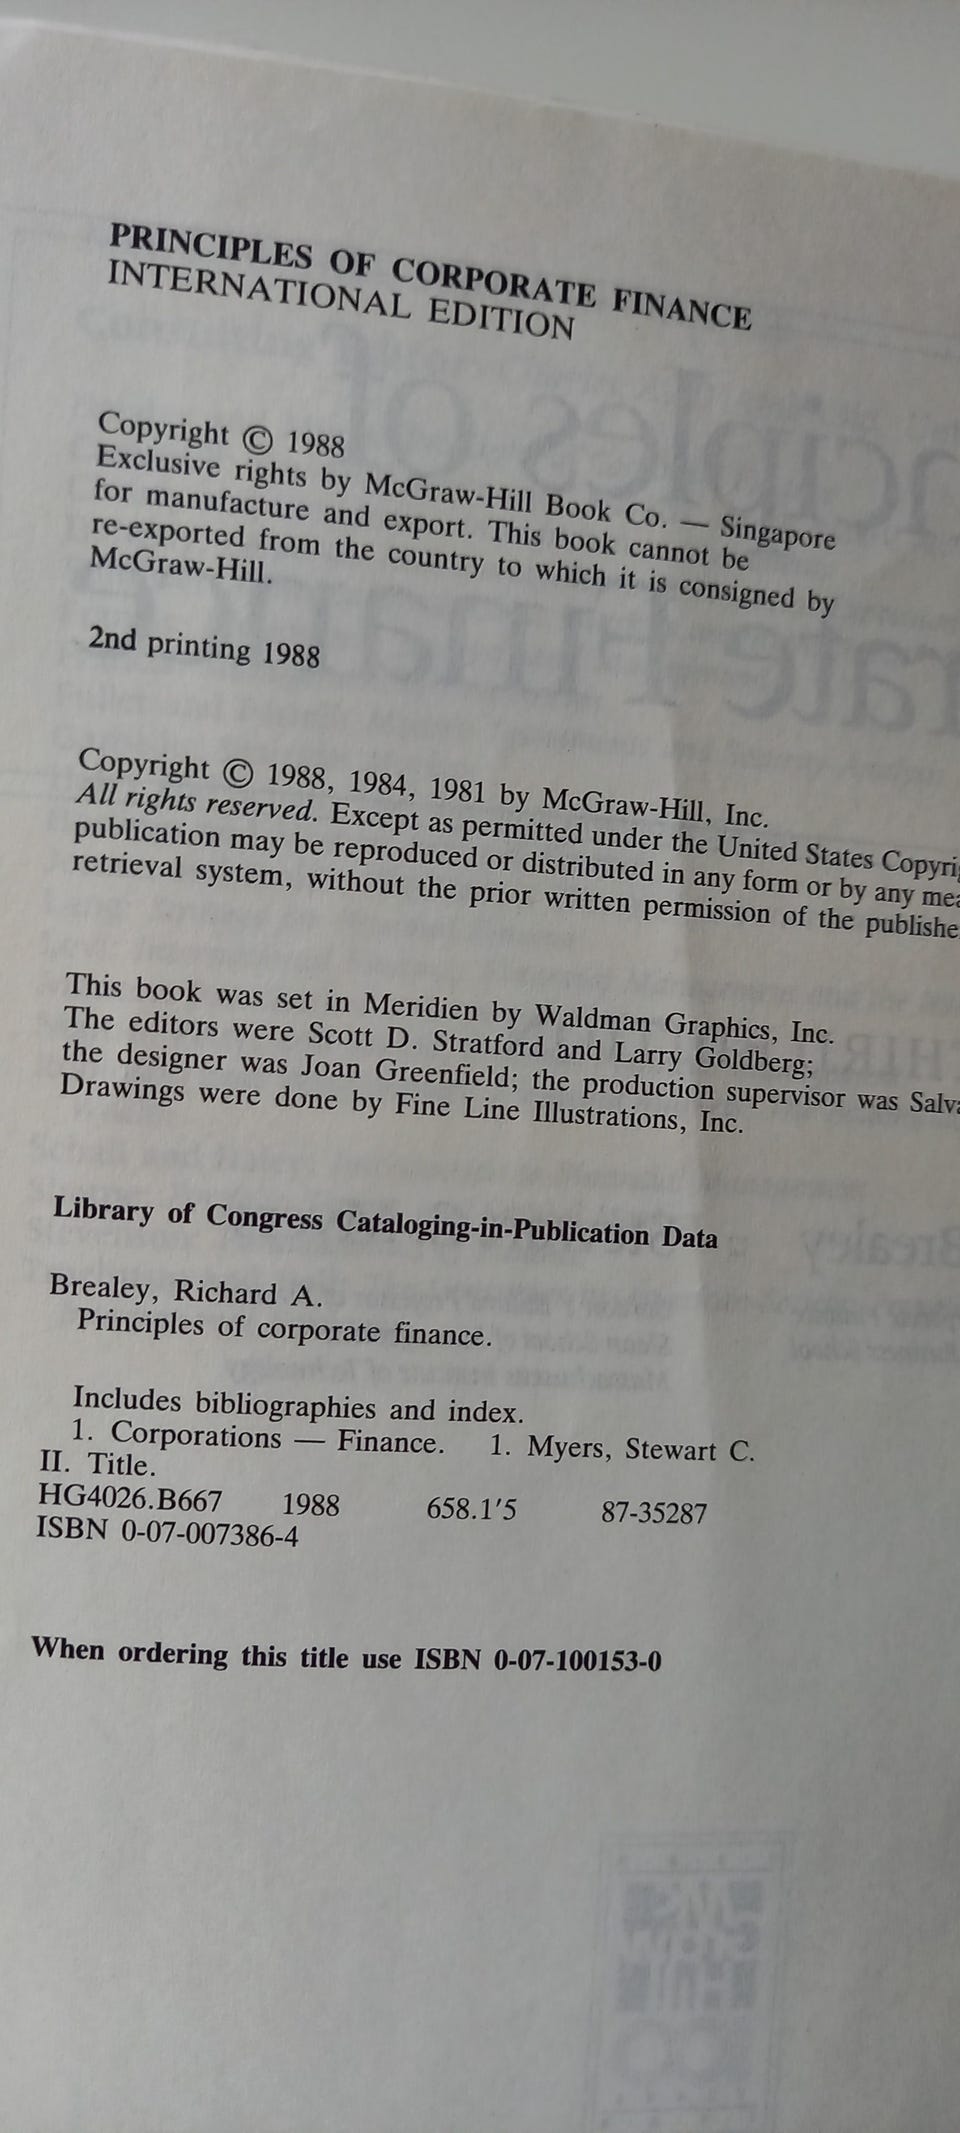 PRINCIPLES OF CORPORATE FINANCE
INTERNATIONAL EDITION
Copyright © 1988
Exclusive rights by McGraw-Hill Book Co. — Singapore
for manufacture and export. This book cannot be
re-exported from the country to which it is consigned by
McGraw-Hill.
2nd printing 1988
Copyright © 1988, 1984, 1981 by McGraw-Hill, Inc.
All rights reserved. Except as permitted under the United States
publication may be reproduced or distributed in any form or by any
retrieval system, without the prior written permission of the
This book was set in Meridien by Waldman Graphics, Inc.
The editors were Scott D. Stratford and Larry Goldberg;
the designer was Joan Greenfield; the production supervisor was
Drawings were done by Fine Line Illustrations, Inc.
Library of Congress Cataloging-in-Publication Data
Brealey, Richard A.
Principles of corporate finance.
Includes bibliographies and index.
1. Corporations — Finance. 1. Myers, Stewart C.
II. Title.
HG4026.B667 1988 658.1'5 87-35287
ISBN 0-07-007386-4
When ordering this title use ISBN 0-07-100153-0